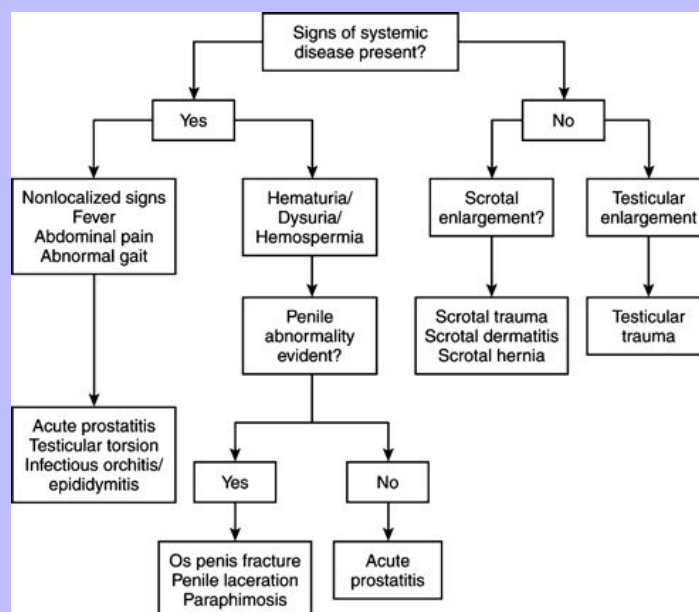 Signs of systemic
disease present?
Yes
No
Nonlocalized signs
Fever
Abdominal pain
Abnormal gait
Hematuria/
Dysuria/
Hemospermia
Scrotal
enlargement?
Testicular
enlargement
Penile
abnormality
evident?
Scrotal trauma
Scrotal dermatitis
Scrotal hernia
Testicular
trauma
Acute prostatitis
Testicular torsion
Infectious orchitis/
epididymitis
Yes
No
Os penis fracture
Penile laceration
Paraphimosis
Acute
prostatitis